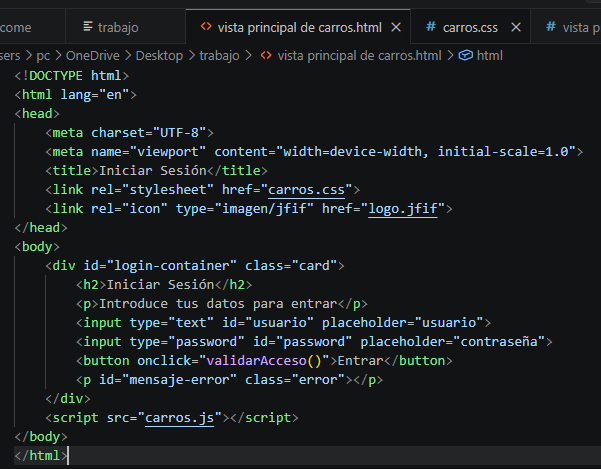 come trabajo vista principal de carros.html carros.css vista p
sers > pc > OneDrive > Desktop > trabajo > vista principal de carros.html > html
<!DOCTYPE html>
<html lang="en">
<head>
    <meta charset="UTF-8">
    <meta name="viewport" content="width=device-width, initial-scale=1.0">
    <title>Iniciar Sesión</title>
    <link rel="stylesheet" href="carros.css">
    <link rel="icon" type="imagen/jfif" href="logo.jfif">
</head>
<body>
    <div id="login-container" class="card">
        <h2>Iniciar Sesión</h2>
        <p>Introduce tus datos para entrar</p>
        <input type="text" id="usuario" placeholder="usuario">
        <input type="password" id="password" placeholder="contraseña">
        <button onclick="validarAcceso()">Entrar</button>
        <p id="mensaje-error" class="error"></p>
    </div>
    <script src="carros.js"></script>
</body>
</html>